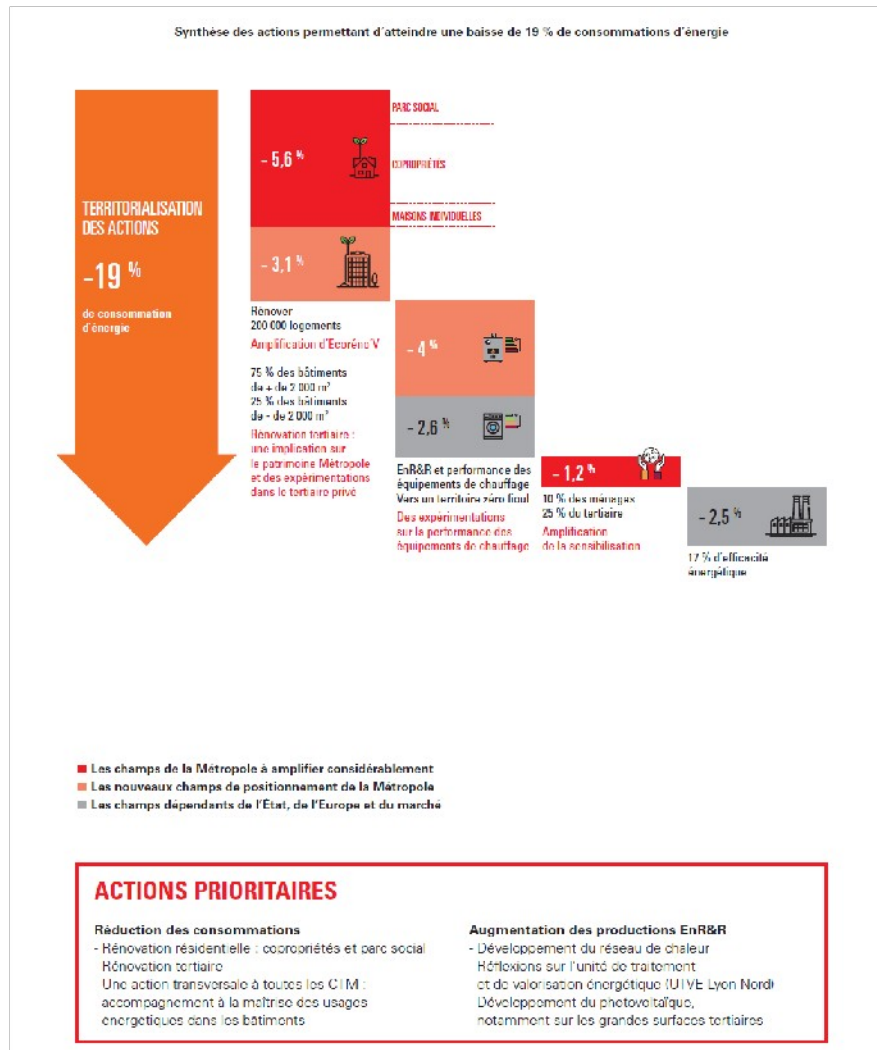 Synthèse des actions permettant d'atteindre une baisse de 19 % de consommations d'énergie
TERRITORIALISATION
DES ACTIONS
-19 %
de consommation
d'énergie
- 5,6 %
PARC SOCIAL
COPROPRIÉTÉS
MAISONS INDIVIDUELLES
- 3,1 %
Rénover
200 000 logements
Amplification d'Ecoréno'V
75 % des bâtiments
de + de 2 000 m²
25 % des bâtiments
de - de 2 000 m²
Rénovation tertiaire :
une implication sur
le patrimoine Métropole
et des expérimentations
dans le tertiaire privé
- 4 %
- 2,6 %
EnR&R et performance des
équipements de chauffage
Vers un territoire zéro fioul
Des expérimentations
sur la performance des
équipements de chauffage
- 1,2 %
10 % des ménages
25 % du tertiaire
Amplification
de la sensibilisation
- 2,5 %
17 % d'efficacité
énergétique
Les champs de la Métropole à amplifier considérablement
Les nouveaux champs de positionnement de la Métropole
Les champs dépendants de l'État, de l'Europe et du marché
ACTIONS PRIORITAIRES
Réduction des consommations
- Rénovation résidentielle : copropriétés et parc social
Rénovation tertiaire
Une action transversale à toutes les CTM :
accompagnement à la maîtrise des usages
énergetiques dans les bâtiments
Augmentation des productions EnR&R
- Développement du réseau de chaleur
Réflexions sur l'unité de traitement
et de valorisation énergétique (UTVE Lyon Nord)
Développement du photovoltaïque,
notamment sur les grandes surfaces tertiaires